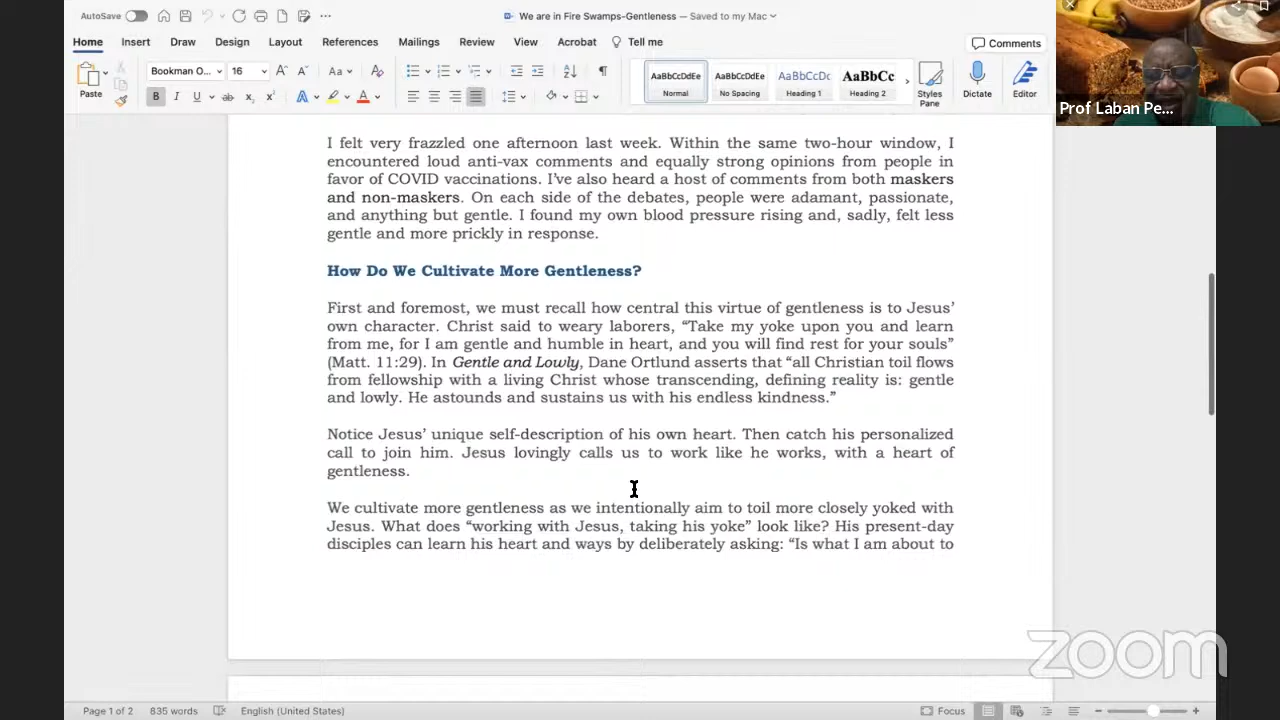 AutoSave
We are in Fire Swamps-Gentleness — Saved to my Mac
Home Insert Draw Design Layout References Mailings Review View Acrobat Tell me
Comments
Paste
Bookman O... 16
AaBbCcDdEe AaBbCcDdEe AaBbCcDc AaBbCc
Normal No Spacing Heading 1 Heading 2
Styles
Pane
Dictate
Editor
Prof Laban Pe...
I felt very frazzled one afternoon last week. Within the same two-hour window, I
encountered loud anti-vax comments and equally strong opinions from people in
favor of COVID vaccinations. I've also heard a host of comments from both maskers
and non-maskers. On each side of the debates, people were adamant, passionate,
and anything but gentle. I found my own blood pressure rising and, sadly, felt less
gentle and more prickly in response.
How Do We Cultivate More Gentleness?
First and foremost, we must recall how central this virtue of gentleness is to Jesus’
own character. Christ said to weary laborers, “Take my yoke upon you and learn
from me, for I am gentle and humble in heart, and you will find rest for your souls”
(Matt. 11:29). In Gentle and Lowly, Dane Ortlund asserts that “all Christian toil flows
from fellowship with a living Christ whose transcending, defining reality is: gentle
and lowly. He astounds and sustains us with his endless kindness.”
Notice Jesus’ unique self-description of his own heart. Then catch his personalized
call to join him. Jesus lovingly calls us to work like he works, with a heart of
gentleness.
We cultivate more gentleness as we intentionally aim to toil more closely yoked with
Jesus. What does “working with Jesus, taking his yoke” look like? His present-day
disciples can learn his heart and ways by deliberately asking: “Is what I am about to
zoom
Page 1 of 2 835 words English (United States) Focus